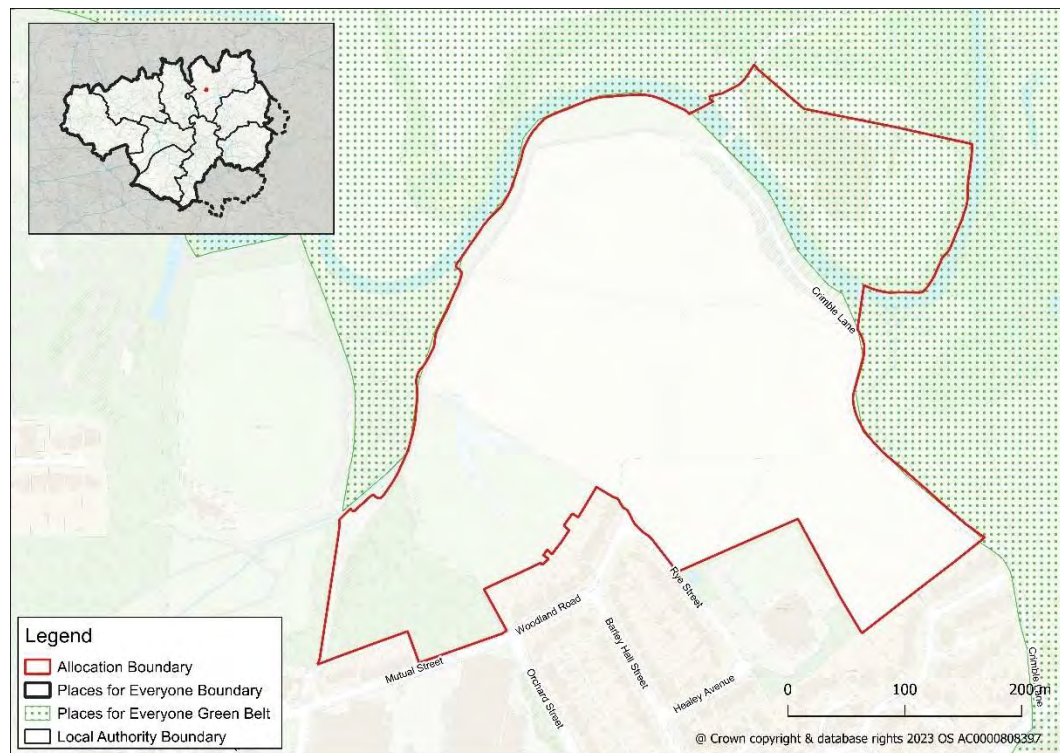 Crimble Lane
Rye Street
Woodland Road
Barley Hall Street
Mutual Street
Orchard Street
Healey Avenue
Crimble Lane
Legend
Allocation Boundary
Places for Everyone Boundary
Places for Everyone Green Belt
Local Authority Boundary
0 100 200 m
@ Crown copyright & database rights 2023 OS AC0000808397